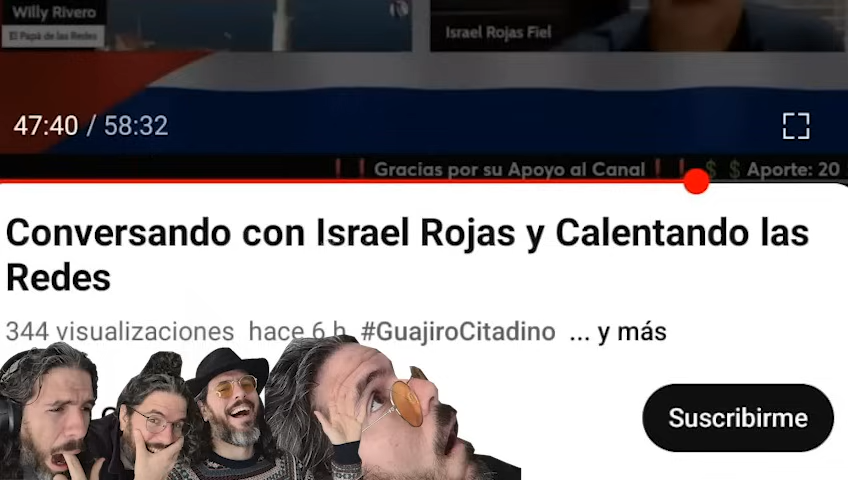 Willy Rivero
El Papá de las Redes
Israel Rojas Fiel
47:40 / 58:32
❗❗Gracias por su Apoyo al Canal❗❗💲💲Aporte: 20
Conversando con Israel Rojas y Calentando las
Redes
344 visualizaciones hace 6 h #GuajiroCitadino ... y más
Suscribirme